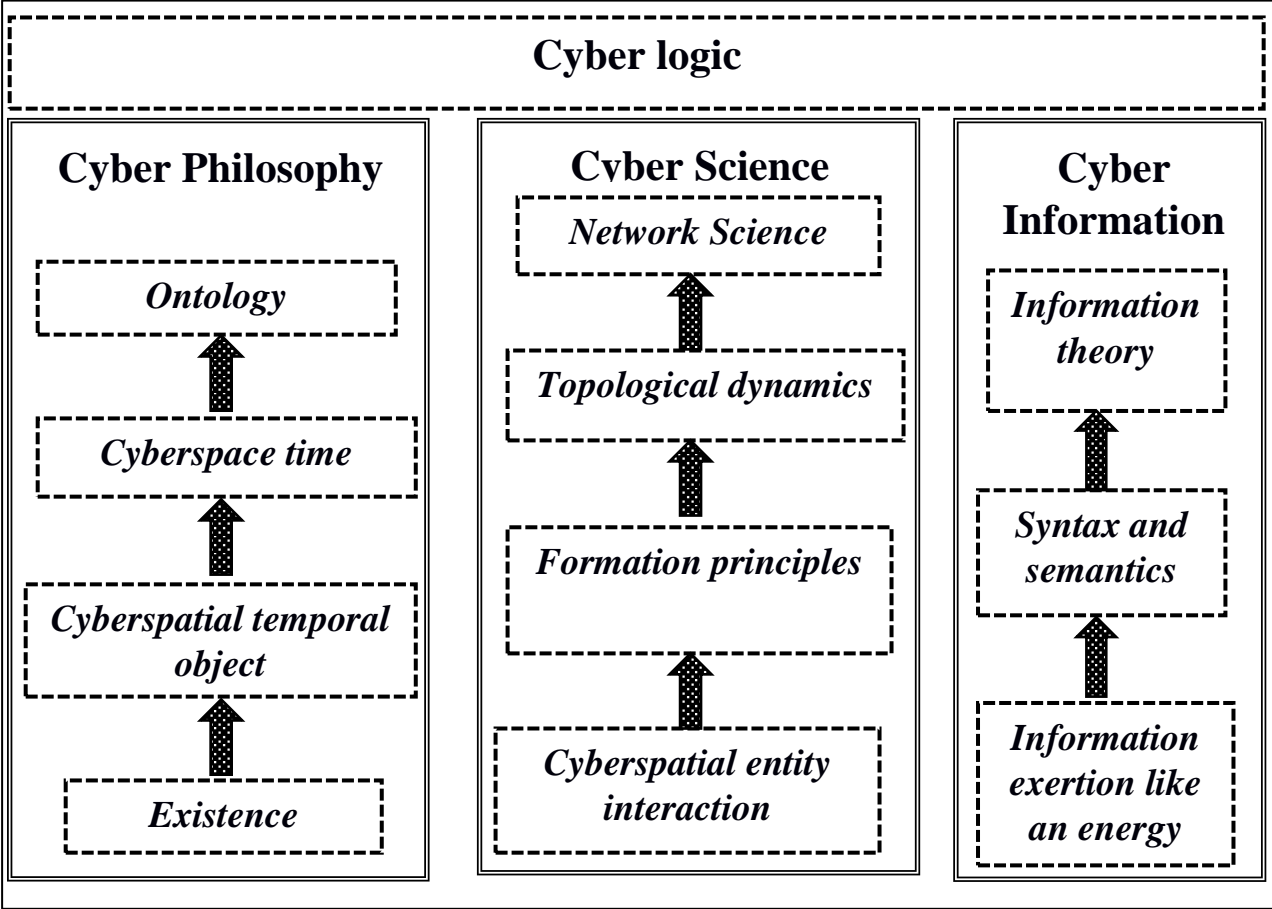 Cyber logic
Cyber Philosophy
Ontology
Cyberspace time
Cyberspatial temporal
object
Existence
Cyber Science
Network Science
Topological dynamics
Formation principles
Cyberspatial entity
interaction
Cyber
Information
Information
theory
Syntax and
semantics
Information
exertion like
an energy